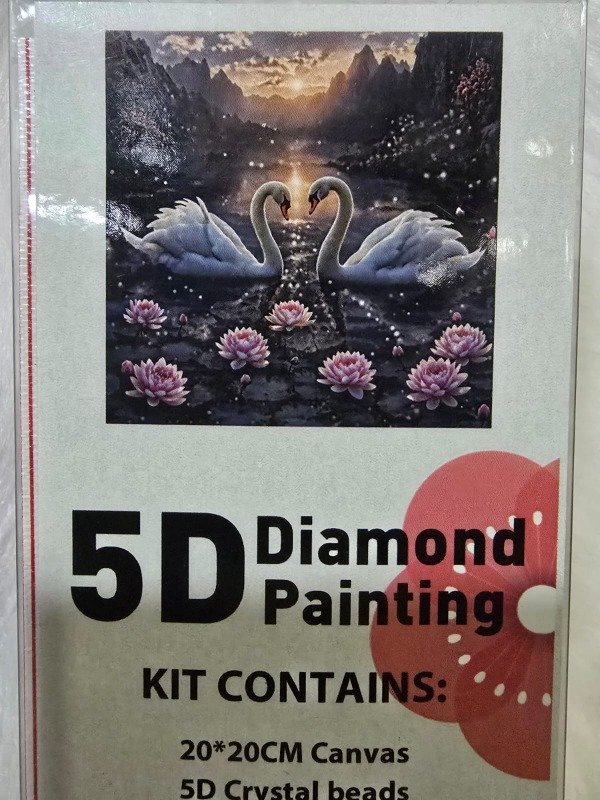 5D Diamond
Painting
KIT CONTAINS:
20*20CM Canvas
5D Crystal beads